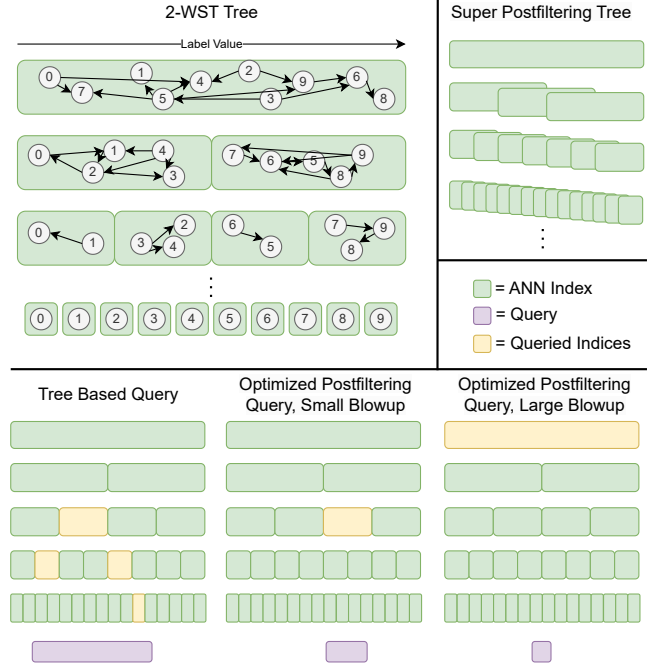 2-WST Tree
Label Value
0 1 4 2 9 6
7 5 3 8
0 1 4 7 6 5 9
2 3 8
0 1 3 2 4 6 5 7 9 8
⋮
0 1 2 3 4 5 6 7 8 9
Super Postfiltering Tree
⋮
= ANN Index
= Query
= Queried Indices
Tree Based Query
Optimized Postfiltering
Query, Small Blowup
Optimized Postfiltering
Query, Large Blowup